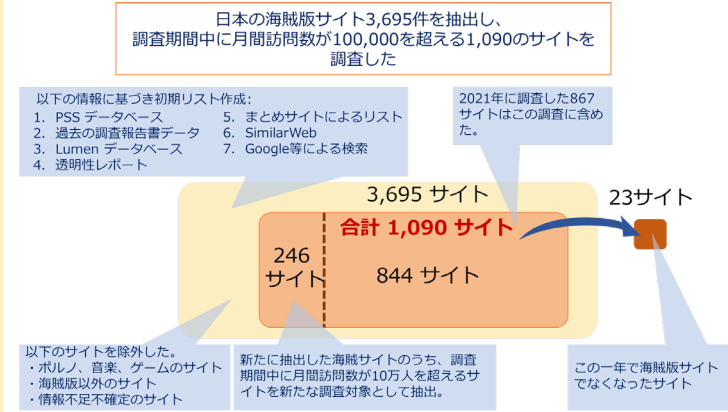 日本の海賊版サイト3,695件を抽出し、
調査期間中に月間訪問数が100,000を超える1,090のサイトを
調査した
以下の情報に基づき初期リスト作成:
1. PSS データベース
2. 過去の調査報告書データ
3. Lumen データベース
4. 透明性レポート
5. まとめサイトによるリスト
6. SimilarWeb
7. Google等による検索
2021年に調査した867
サイトはこの調査に含め
た。
3,695 サイト
23サイト
合計 1,090 サイト
246
サイト
844 サイト
以下のサイトを除外した。
・ポルノ、音楽、ゲームのサイト
・海賊版以外のサイト
・情報不足不確定のサイト
新たに抽出した海賊サイトのうち、調査
期間中に月間訪問数が10万人を超えるサ
イトを新たな調査対象として抽出。
この一年で海賊版サイト
でなくなったサイト